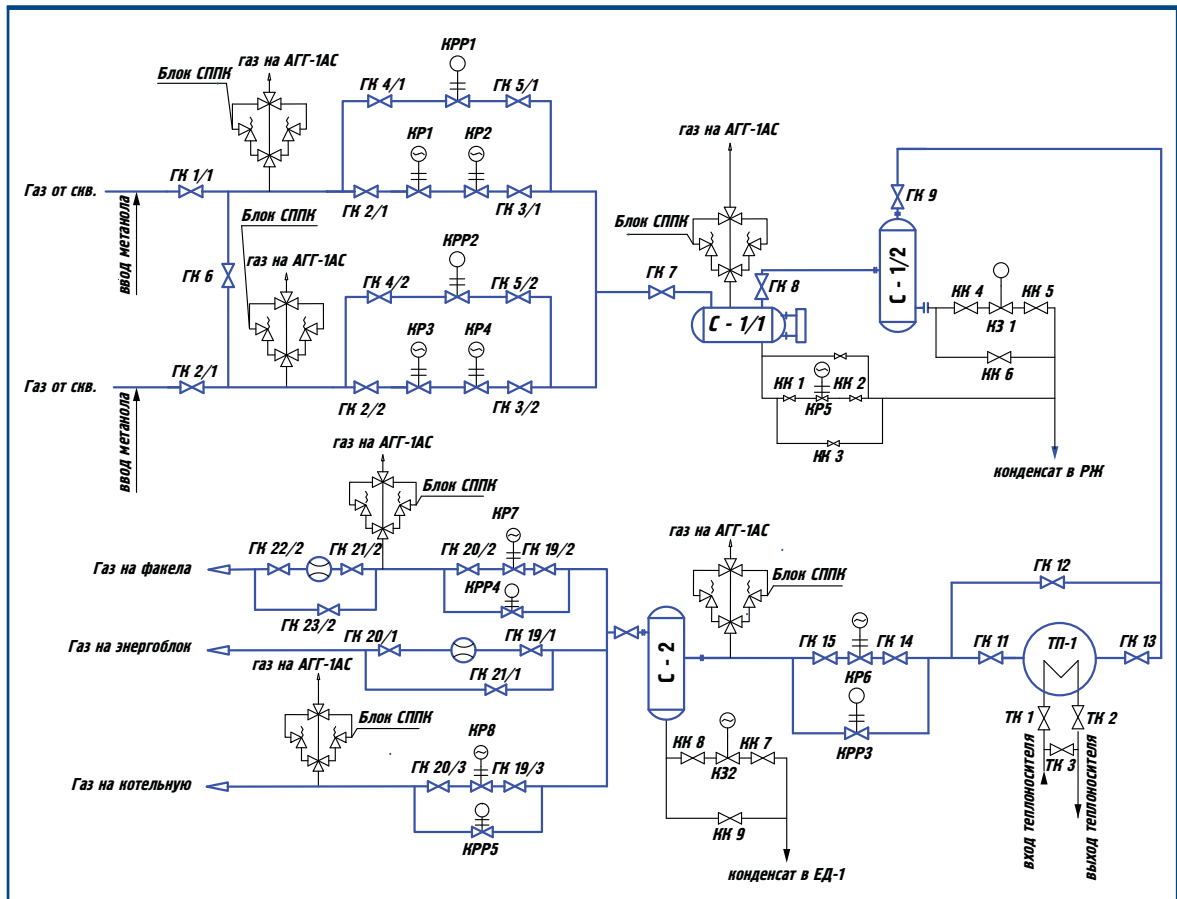 КРР1
газ на АГГ-1АС
Блок СППК
ГК 4/1
ГК 5/1
КР1
КР2
газ на АГГ-1АС
ГК 1/1
Газ от скв.
ГК 2/1
ГК 3/1
ГК 9
ввод метанола
Блок СППК
Блок СППК
КРР2
газ на АГГ-1АС
ГК 6
ГК 4/2
ГК 5/2
ГК 7
ГК 8
С - 1/2
КК 4
КК 5
КЗ 1
КР3
КР4
С - 1/1
КК 6
ГК 2/1
Газ от скв.
ГК 2/2
ГК 3/2
КК 1
КК 2
КР5
ввод метанола
газ на АГГ-1АС
КК 3
конденсат в РЖ
Блок СППК
КР7
газ на АГГ-1АС
ГК 22/2
ГК 21/2
ГК 20/2
ГК 19/2
Блок СППК
Газ на факела
КРР4
ГК 12
ГК 23/2
ГК 20/1
ГК 19/1
Газ на энергоблок
ГК 15
ГК 14
ГК 11
ТП-1
ГК 13
газ на АГГ-1АС
ГК 21/1
С - 2
КР6
Блок СППК
КР8
КРР3
ТК 1
ТК 2
ТК 3
КК 8
КК 7
КЗ2
ГК 20/3
ГК 19/3
Газ на котельную
КК 9
КРР5
вход теплоносителя
выход теплоносителя
конденсат в ЕД-1